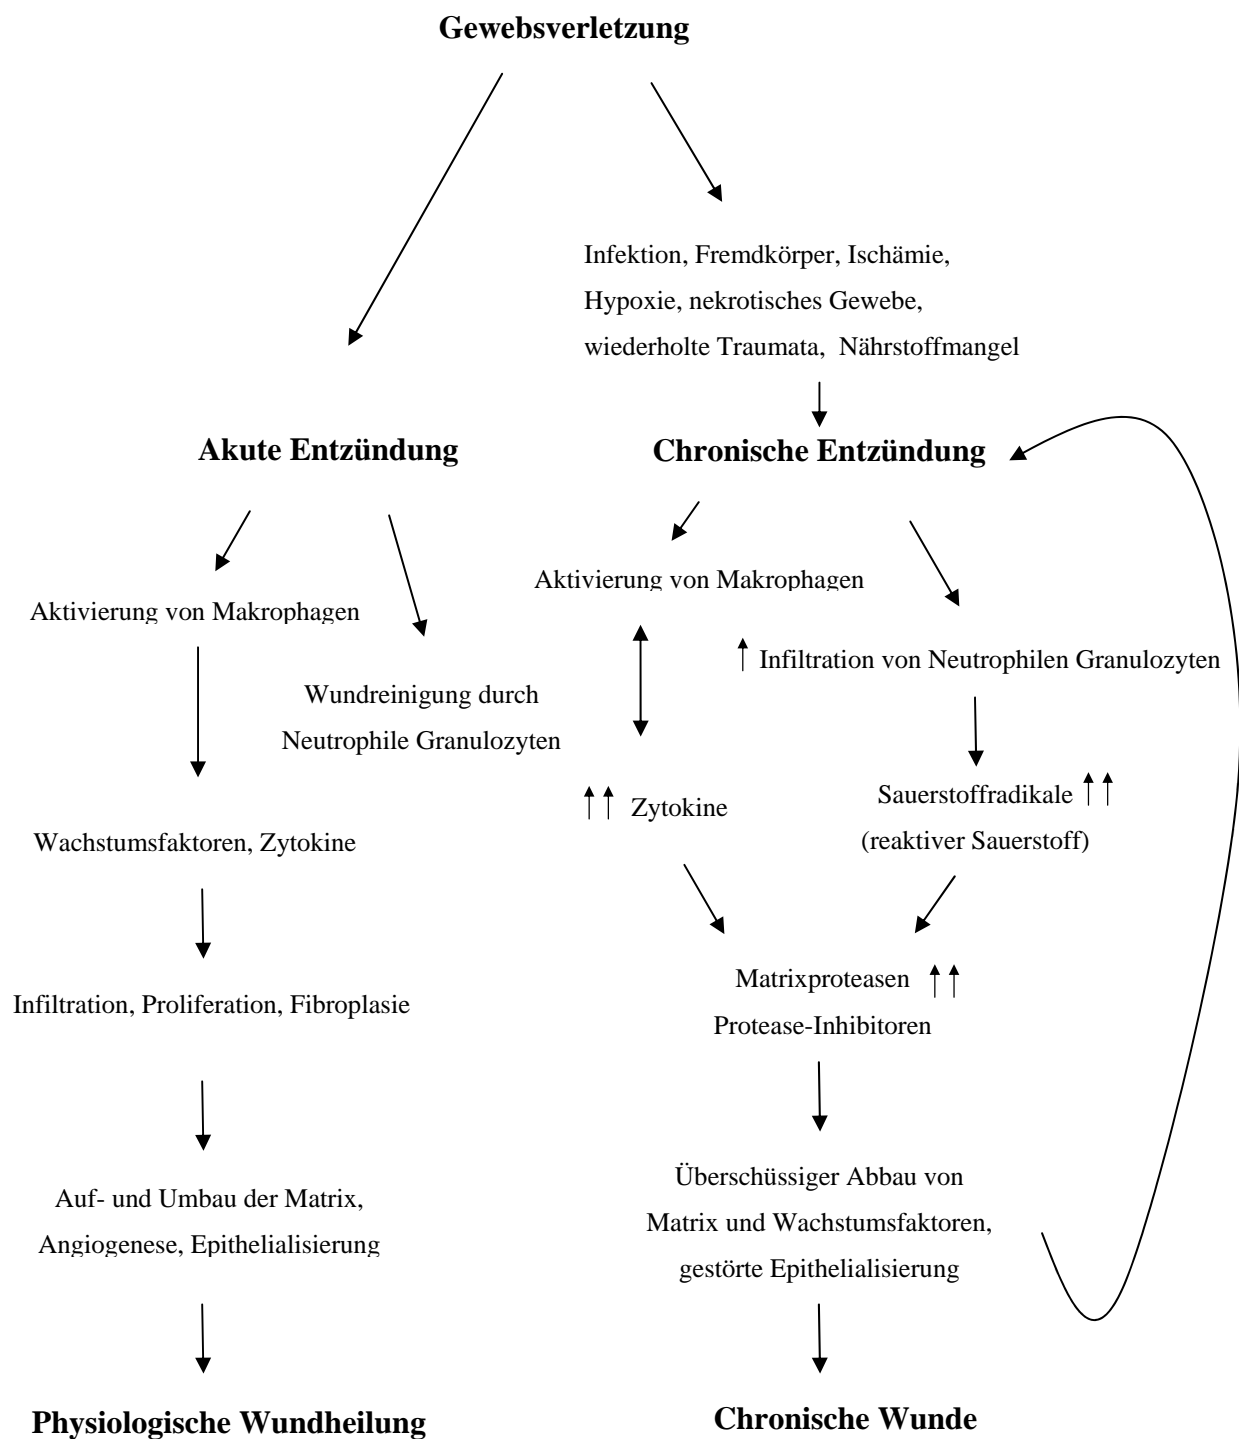 Gewebsverletzung
Infektion, Fremdkörper, Ischämie,
Hypoxie, nekrotisches Gewebe,
wiederholte Traumata, Nährstoffmangel
Akute Entzündung
Chronische Entzündung
Aktivierung von Makrophagen
Aktivierung von Makrophagen
↑ Infiltration von Neutrophilen Granulozyten
Wundreinigung durch
Neutrophile Granulozyten
↑↑ Zytokine
Sauerstoffradikale ↑↑
(reaktiver Sauerstoff)
Wachstumsfaktoren, Zytokine
Infiltration, Proliferation, Fibroplasie
Matrixproteasen ↑↑
Protease-Inhibitoren
Auf- und Umbau der Matrix,
Angiogenese, Epithelialisierung
Überschüssiger Abbau von
Matrix und Wachstumsfaktoren,
gestörte Epithelialisierung
Physiologische Wundheilung
Chronische Wunde